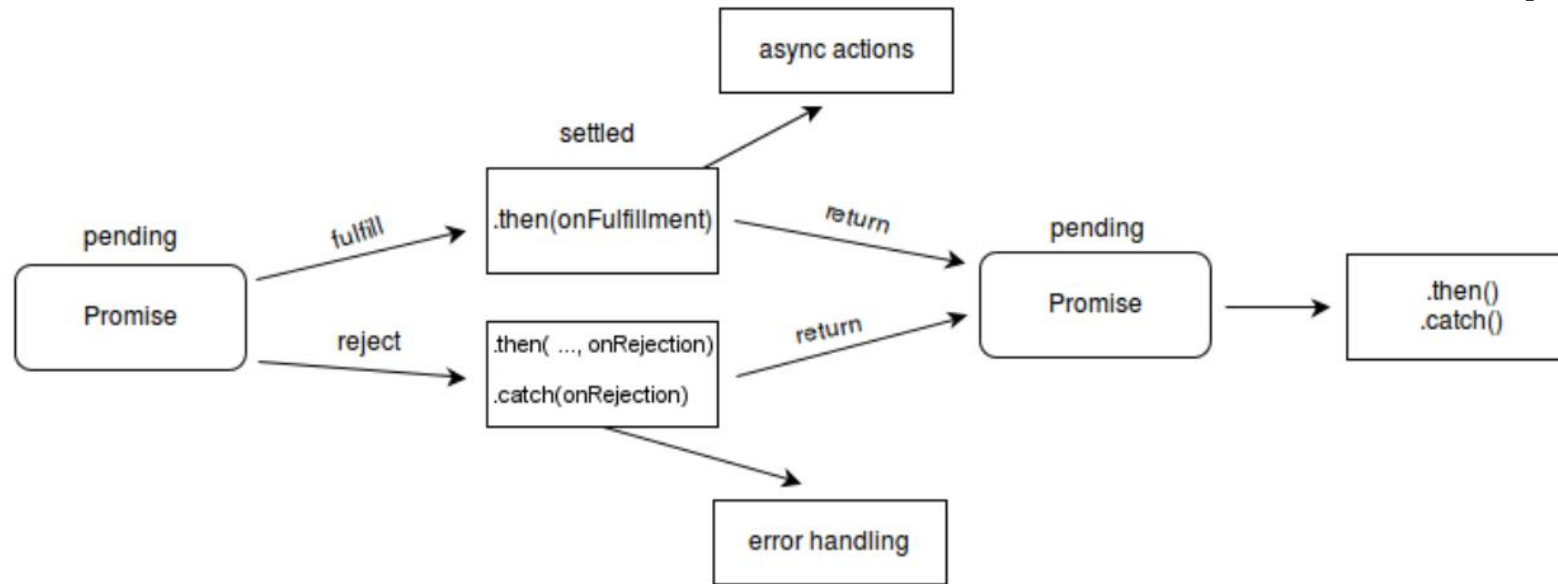 async actions
settled
.then(onFulfillment)
pending
fulfill
return
pending
Promise
Promise
.then()
.catch()
reject
.then( ..., onRejection)
.catch(onRejection)
return
error handling